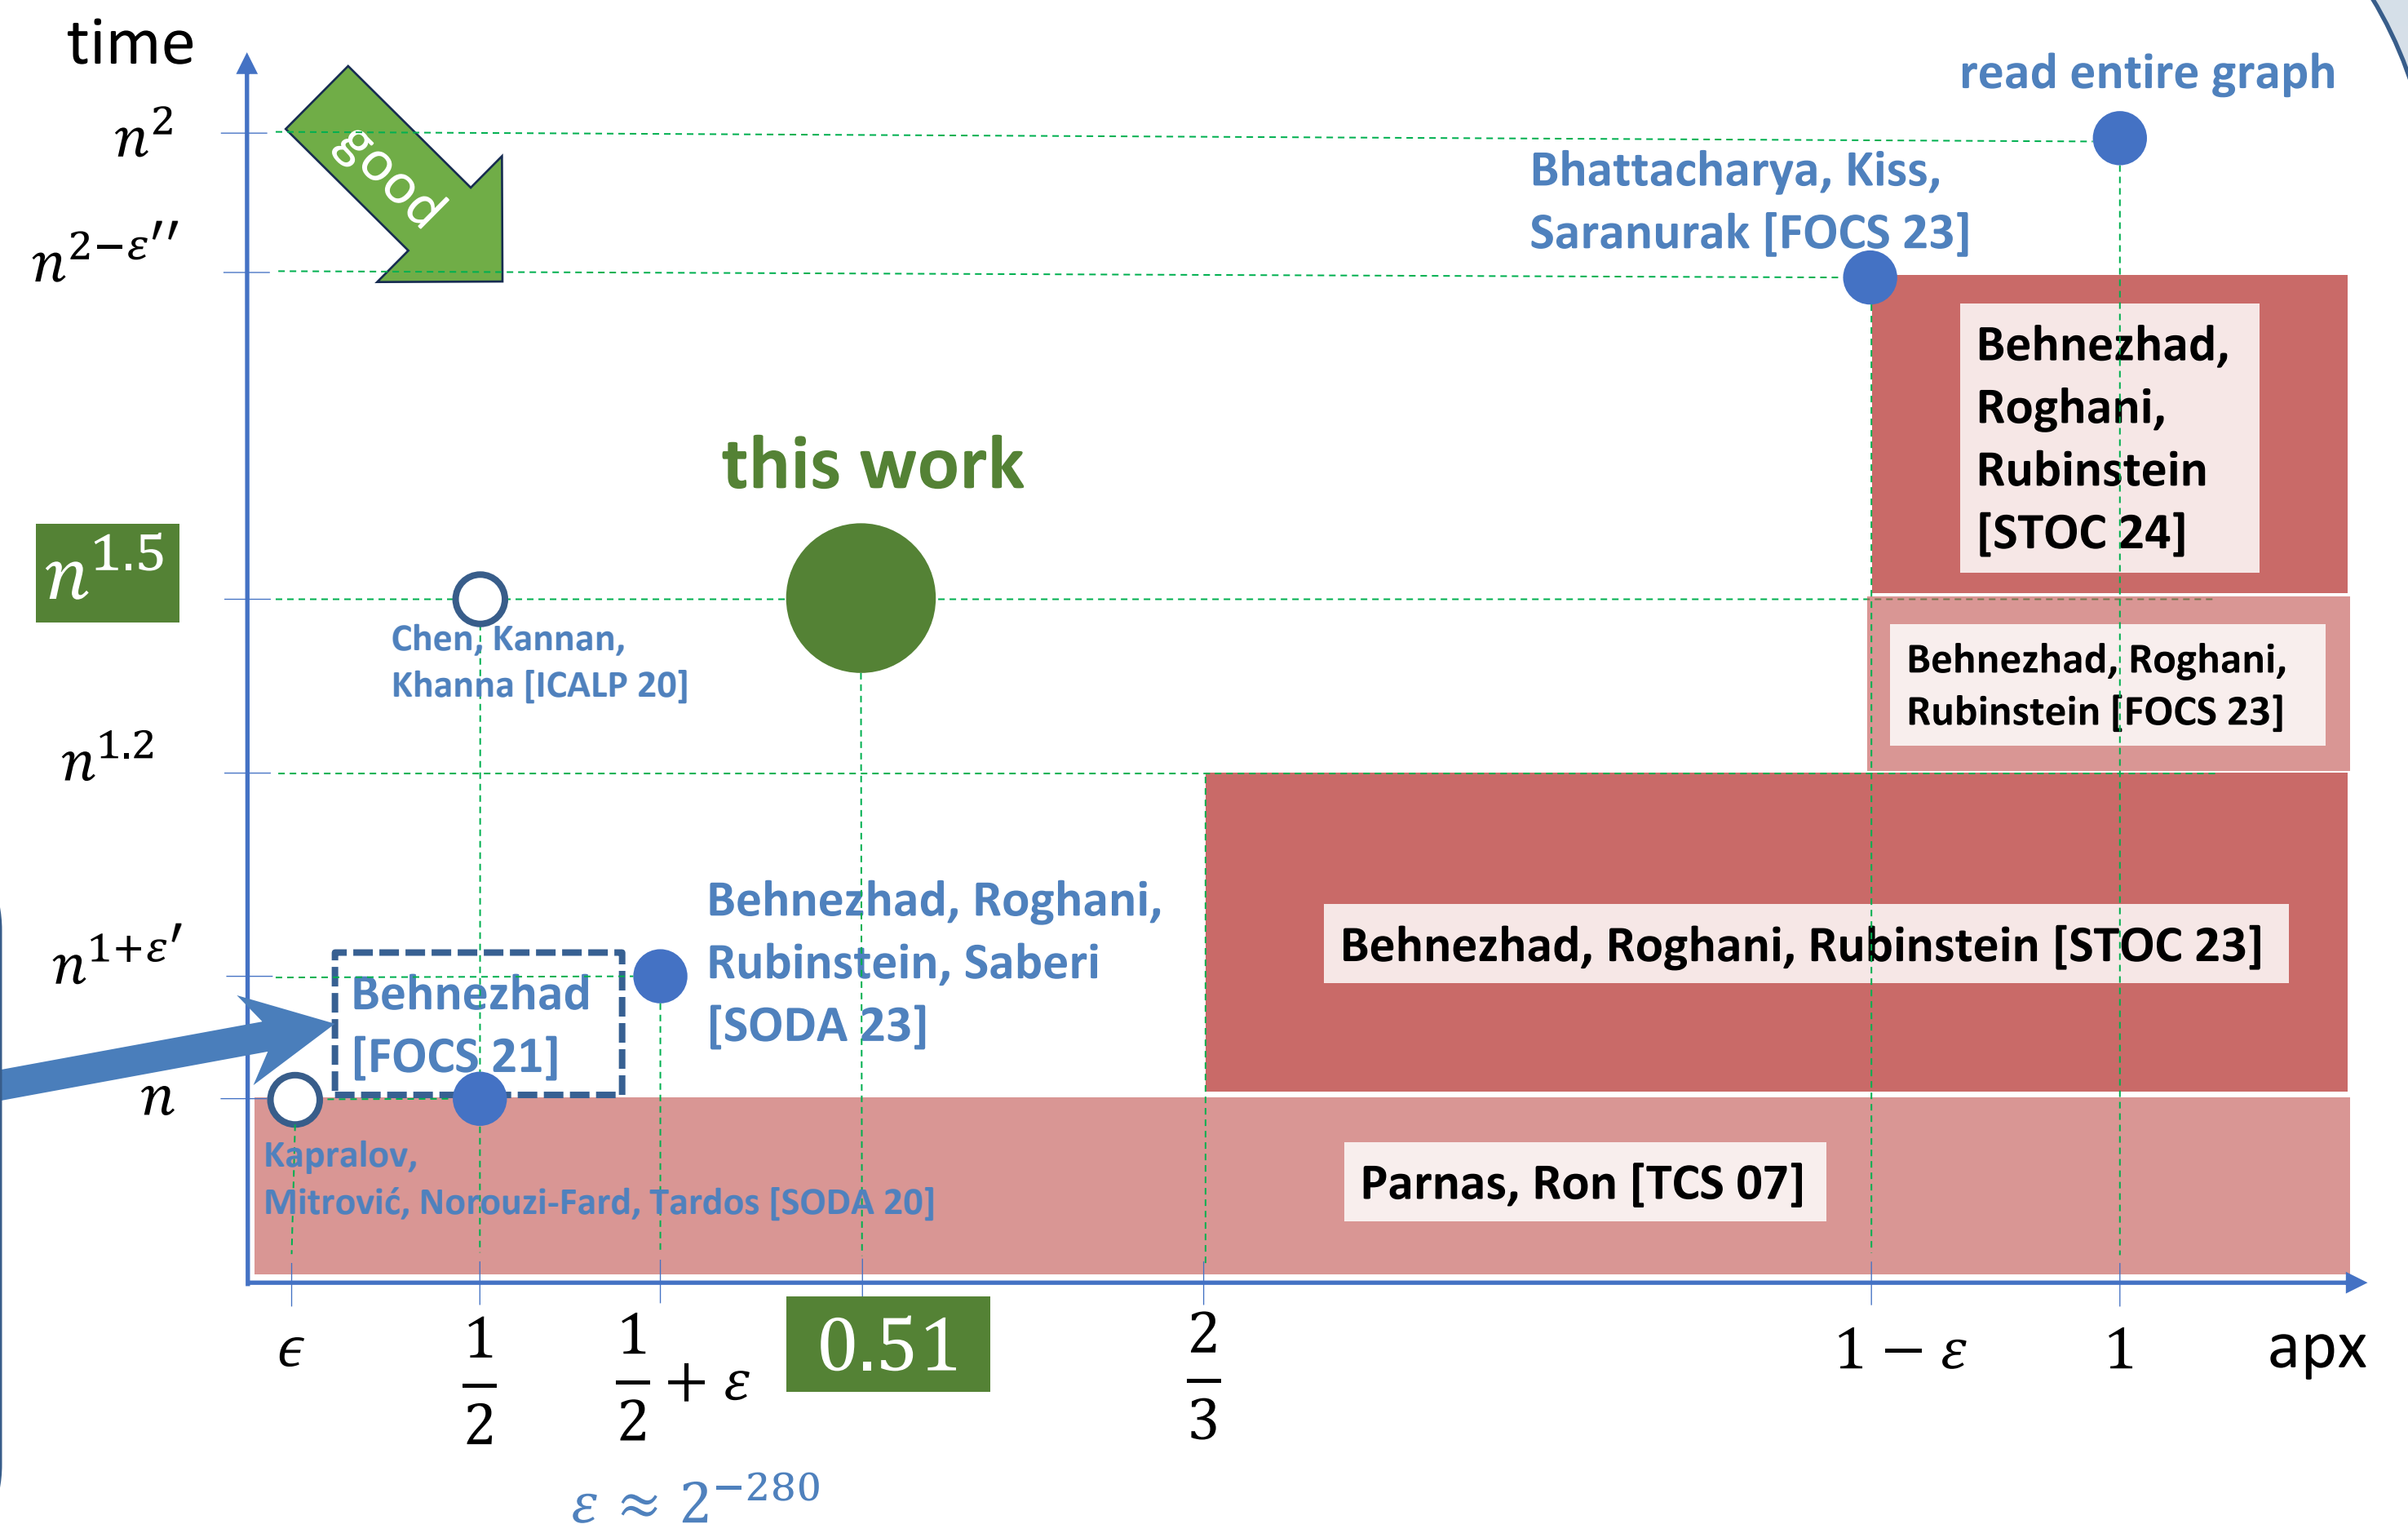 time
n²
good
read entire graph
Bhattacharya, Kiss,
Saranurak [FOCS 23]
n^{2−ε′′}
Behnezhad,
Roghani,
Rubinstein
[STOC 24]
this work
n^{1.5}
Chen, Kannan,
Khanna [ICALP 20]
Behnezhad, Roghani,
Rubinstein [FOCS 23]
n^{1.2}
Behnezhad, Roghani,
Rubinstein, Saberi
[SODA 23]
Behnezhad, Roghani, Rubinstein [STOC 23]
n^{1+ε′}
Behnezhad
[FOCS 21]
n
Kapralov,
Mitrović, Norouzi-Fard, Tardos [SODA 20]
Parnas, Ron [TCS 07]
ϵ
1/2
1/2 + ε
0.51
2/3
1 − ε
1
apx
ε ≈ 2^{−280}